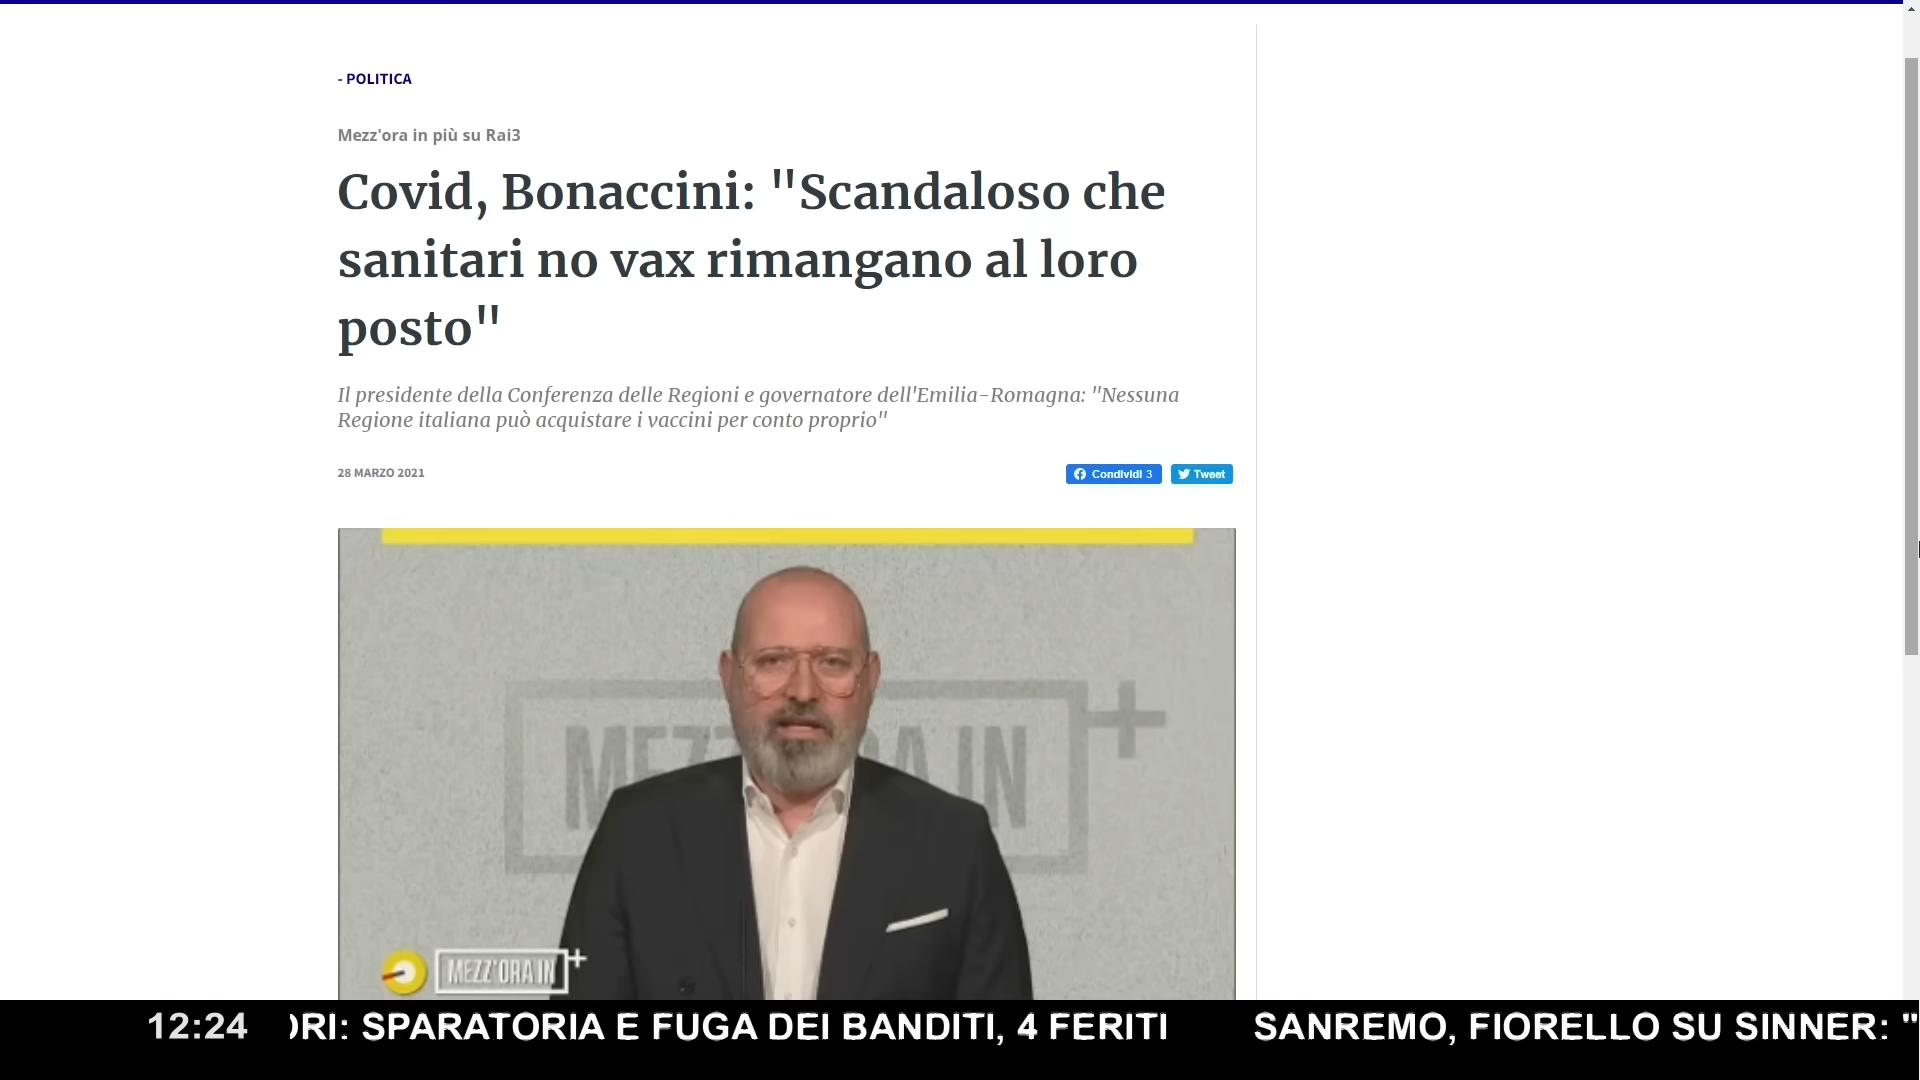 - POLITICA
Mezz'ora in più su Rai3
Covid, Bonaccini: "Scandaloso che
sanitari no vax rimangano al loro
posto"
Il presidente della Conferenza delle Regioni e governatore dell'Emilia-Romagna: "Nessuna
Regione italiana può acquistare i vaccini per conto proprio"
28 MARZO 2021
Condividi 3
Tweet
MEZZ'ORA IN +
12:24
ORI: SPARATORIA E FUGA DEI BANDITI, 4 FERITI
SANREMO, FIORELLO SU SINNER: "